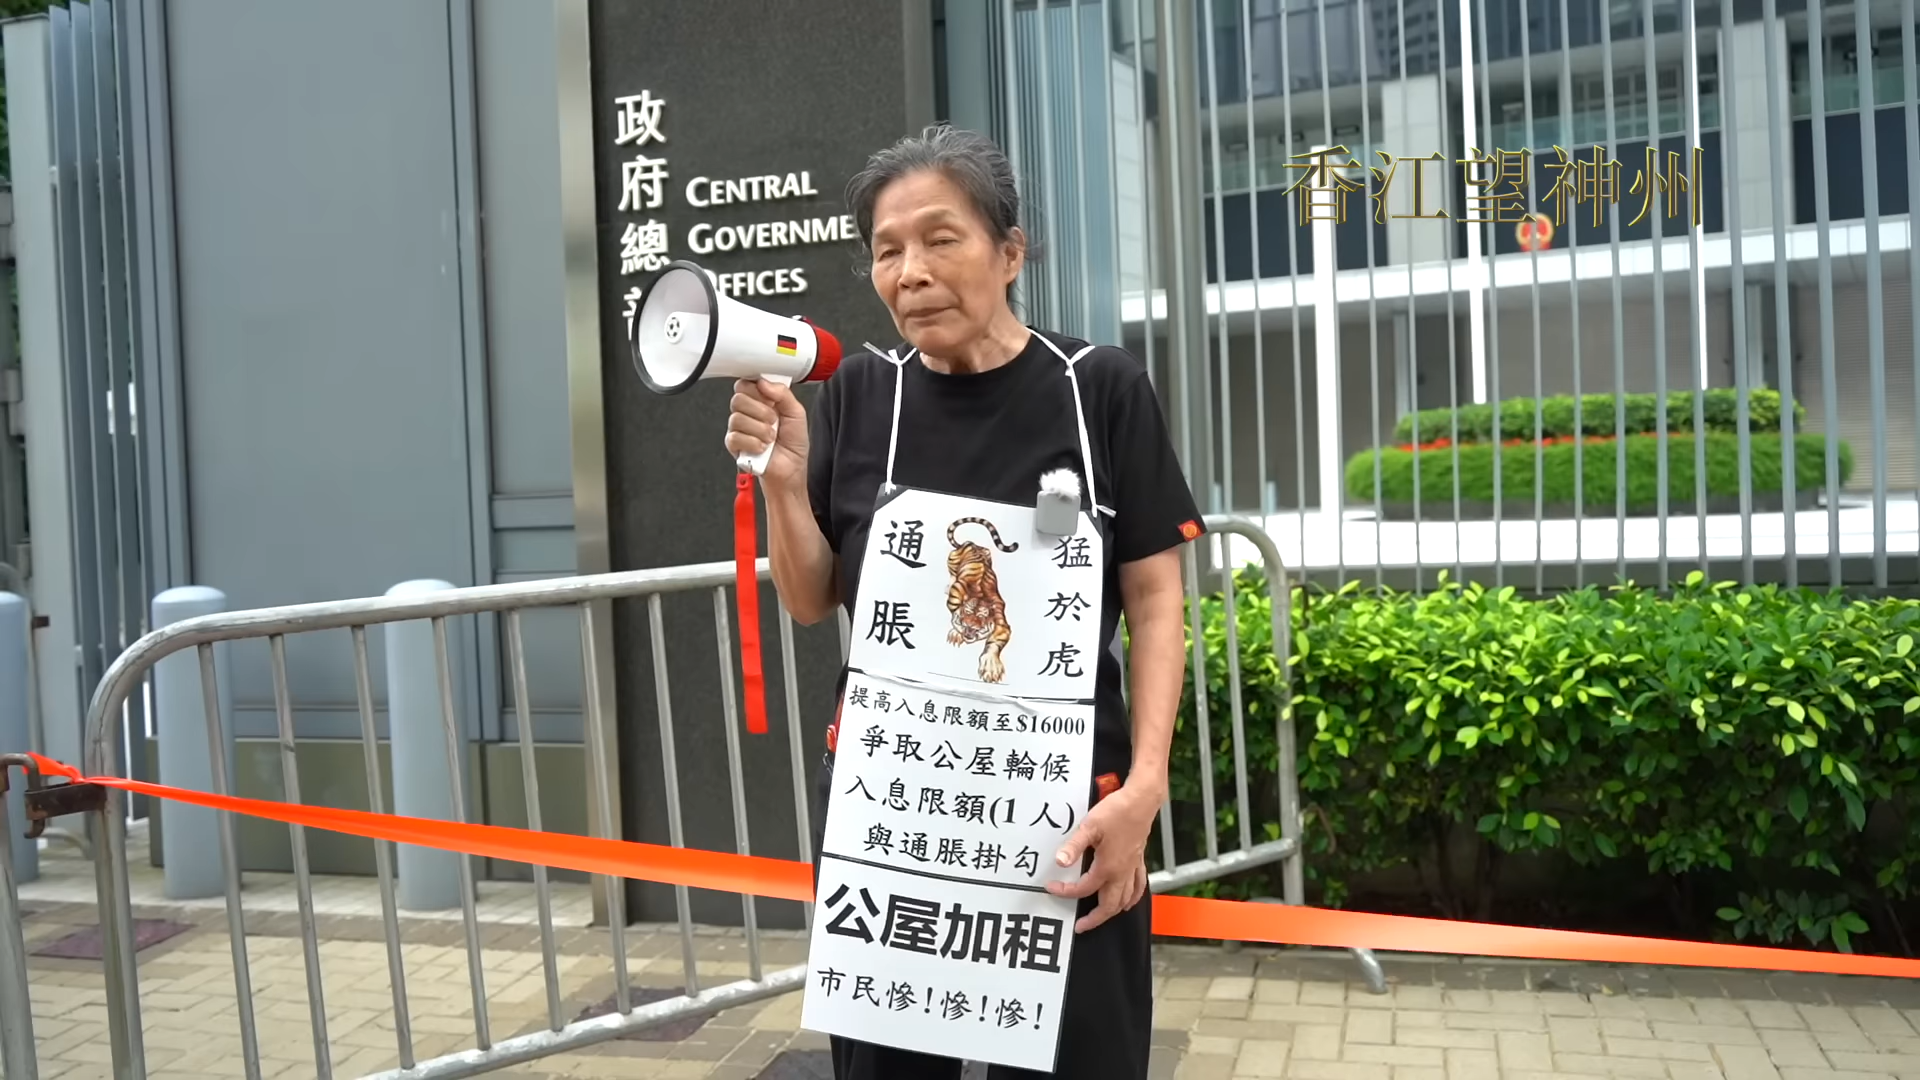 政府總部
CENTRAL
GOVERNME
OFFICES
香江望神州
通脹
猛於虎
提高入息限額至$16000
爭取公屋輪候
入息限額(1人)
與通脹掛勾
公屋加租
市民慘!慘!慘!